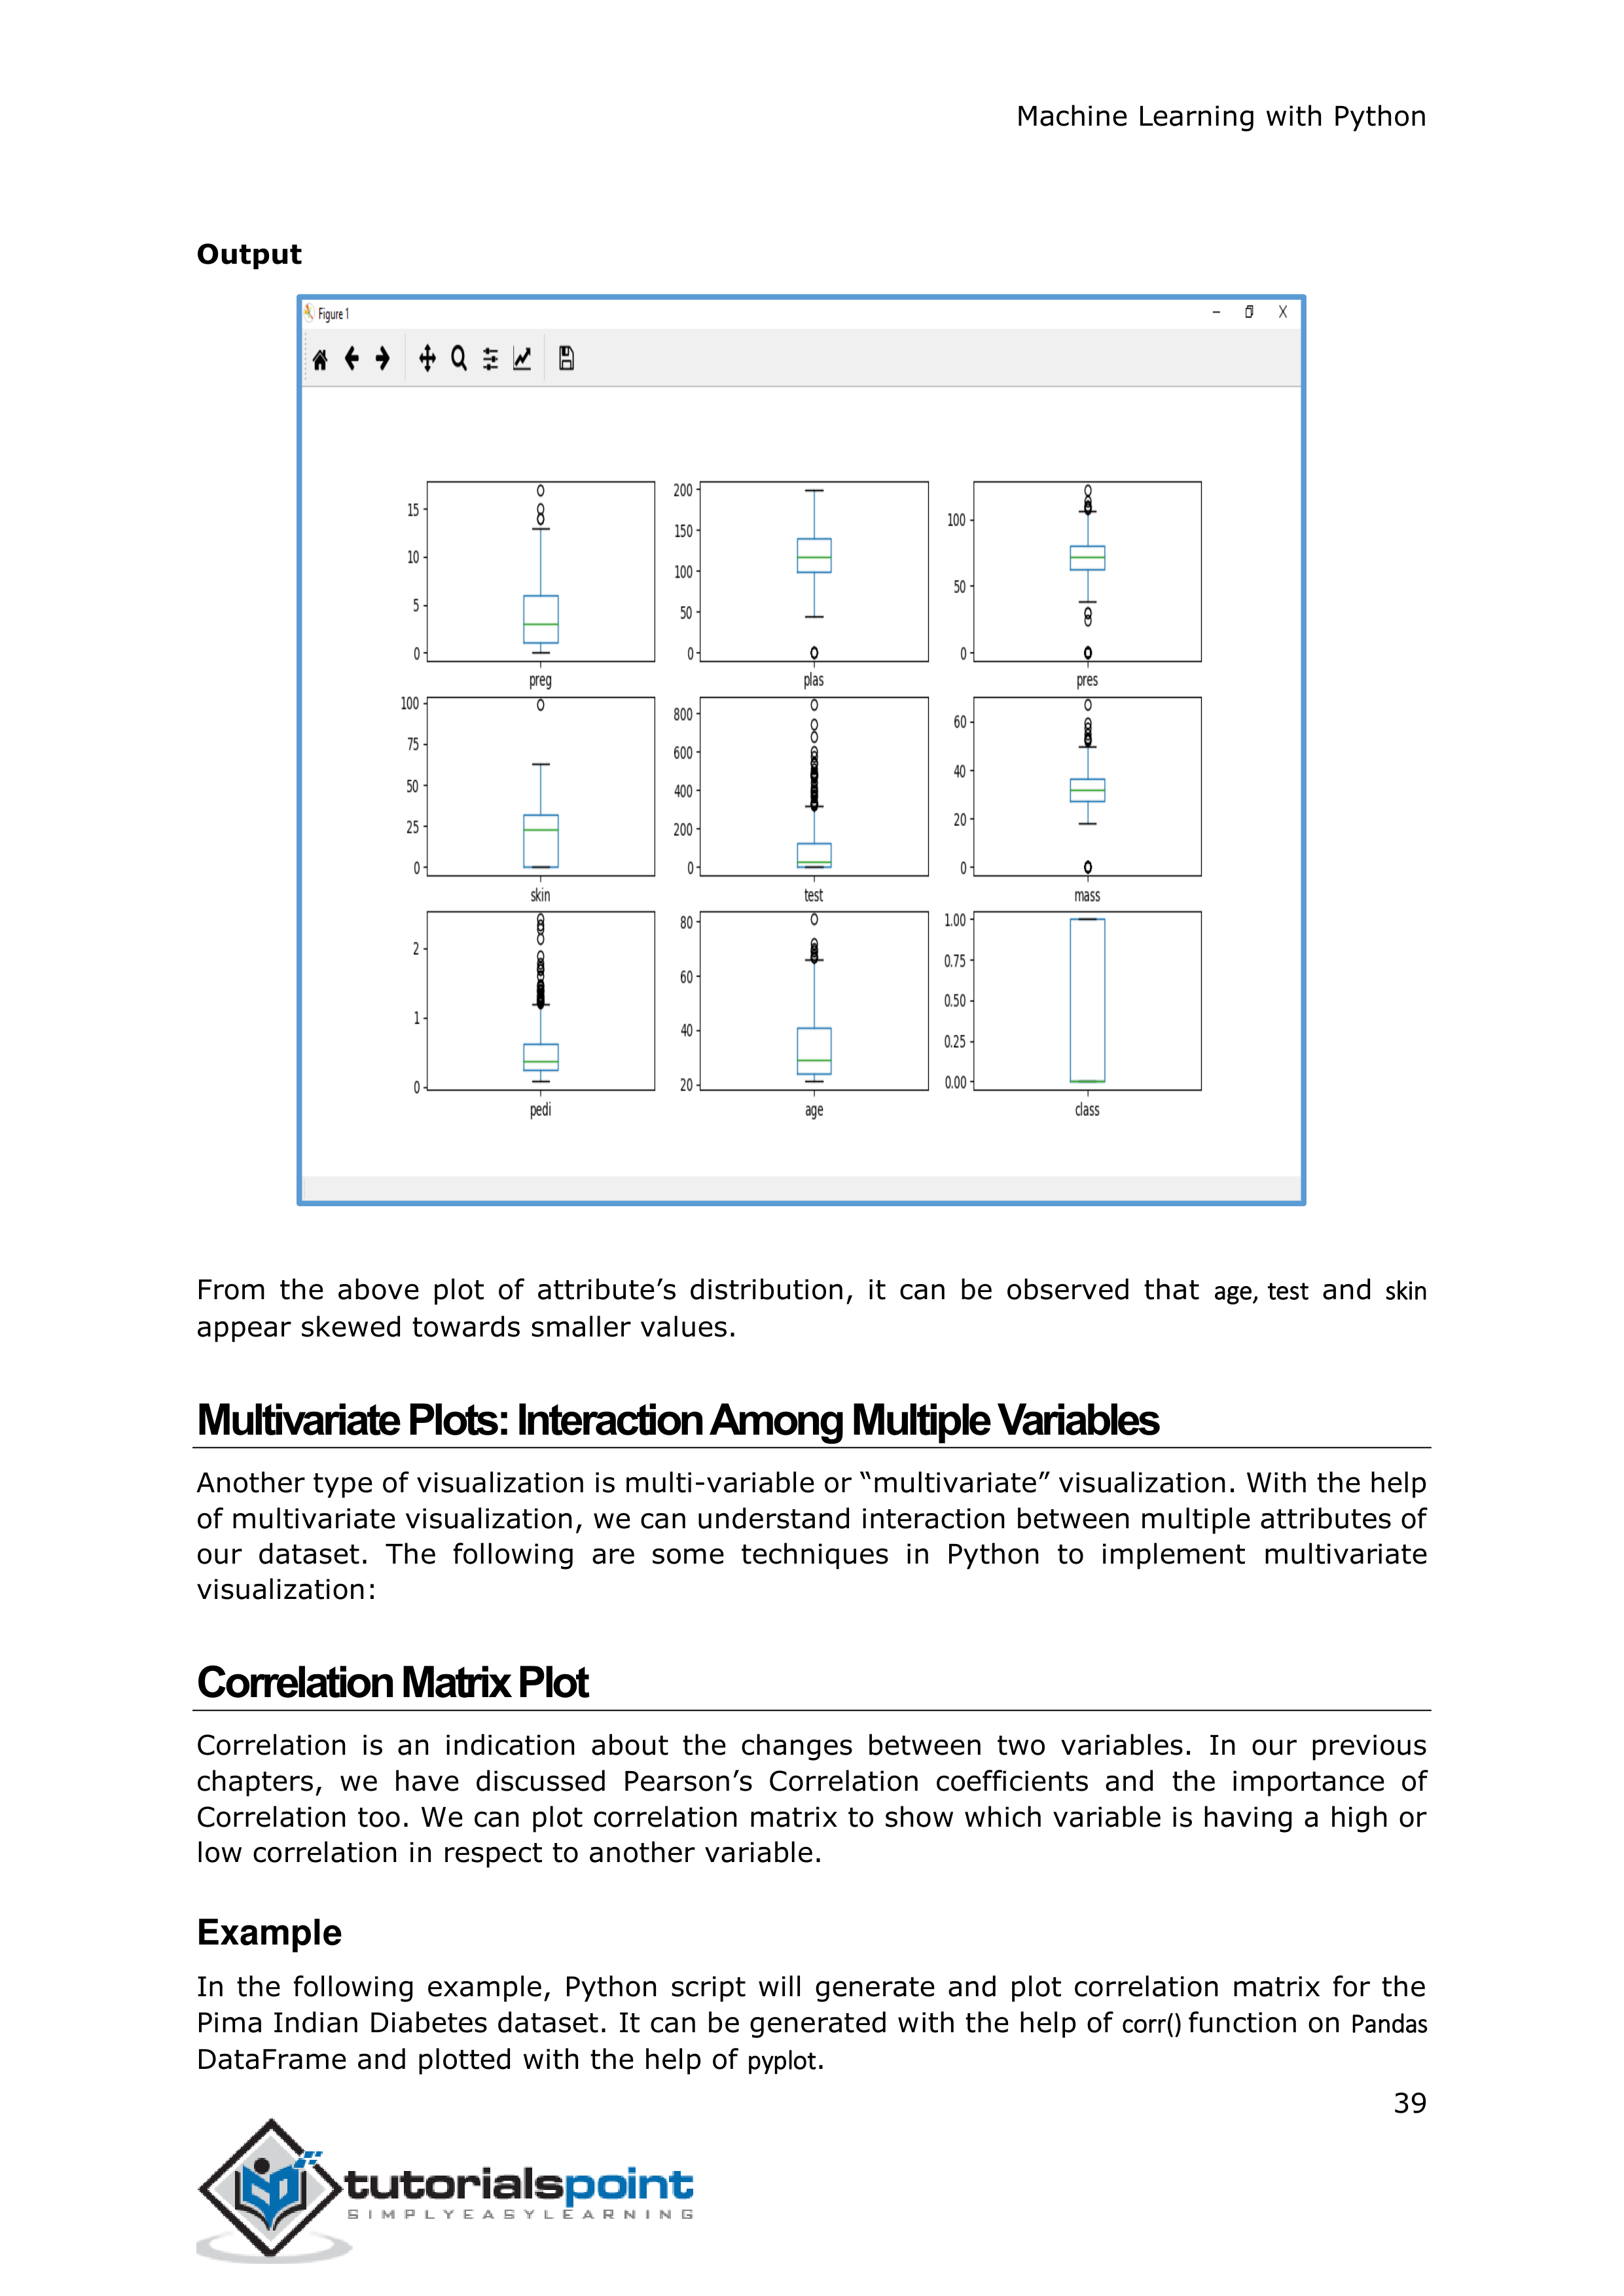 Machine Learning with Python
Output
Figure 1
15
10
5
0
preg
200
150
100
50
0
plas
100
50
0
pres
100
75
50
25
0
skin
800
600
400
200
0
test
60
40
20
0
mass
2
1
0
pedi
80
60
40
20
age
1.00
0.75
0.50
0.25
0.00
class
From the above plot of attribute’s distribution, it can be observed that age, test and skin
appear skewed towards smaller values.
Multivariate Plots: Interaction Among Multiple Variables
Another type of visualization is multi-variable or “multivariate” visualization. With the help
of multivariate visualization, we can understand interaction between multiple attributes of
our dataset. The following are some techniques in Python to implement multivariate
visualization:
Correlation Matrix Plot
Correlation is an indication about the changes between two variables. In our previous
chapters, we have discussed Pearson’s Correlation coefficients and the importance of
Correlation too. We can plot correlation matrix to show which variable is having a high or
low correlation in respect to another variable.
Example
In the following example, Python script will generate and plot correlation matrix for the
Pima Indian Diabetes dataset. It can be generated with the help of corr() function on Pandas
DataFrame and plotted with the help of pyplot.
39
tutorialspoint
SIMPLYEASYLEARNING